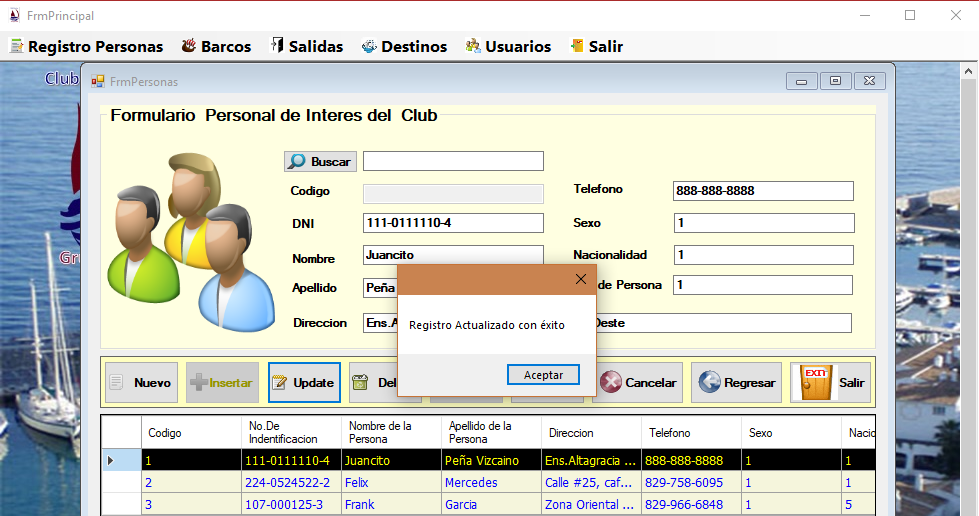 FrmPrincipal
Registro Personas Barcos Salidas Destinos Usuarios Salir
Club
FrmPersonas
Formulario Personal de Interes del Club
Buscar
Codigo
Telefono 888-888-8888
DNI 111-0111110-4
Sexo 1
Nombre Juancito
Nacionalidad 1
Apellido Peña
de Persona 1
Direccion Ens.A
Oeste
Registro Actualizado con éxito
Aceptar
Nuevo Insertar Update Del Cancelar Regresar EXIT Salir
Codigo No.De Indentificacion Nombre de la Persona Apellido de la Persona Direccion Telefono Sexo Nacio
1 111-0111110-4 Juancito Peña Vizcaino Ens.Altagracia ... 888-888-8888 1 1
2 224-0524522-2 Felix Mercedes Calle #25, caf... 829-758-6095 1 1
3 107-000125-3 Frank Garcia Zona Oriental ... 829-966-6848 1 5